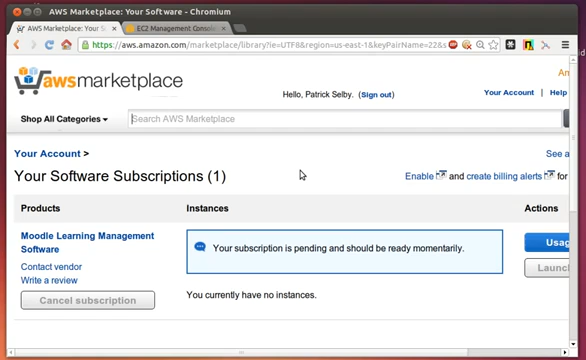 AWS Marketplace: Your Software - Chromium
AWS Marketplace: Your S
EC2 Management Consol
https://aws.amazon.com/marketplace/library?ie=UTF8&region=us-east-1&keyPairName=22&s
awsmarketplace
Hello, Patrick Selby. (Sign out)
Your Account
Help
Shop All Categories
Search AWS Marketplace
Your Account >
See a
Your Software Subscriptions (1)
Enable and create billing alerts for
Products
Instances
Actions
Moodle Learning Management
Software
Contact vendor
Write a review
Cancel subscription
Your subscription is pending and should be ready momentarily.
You currently have no instances.
Usag
Launc